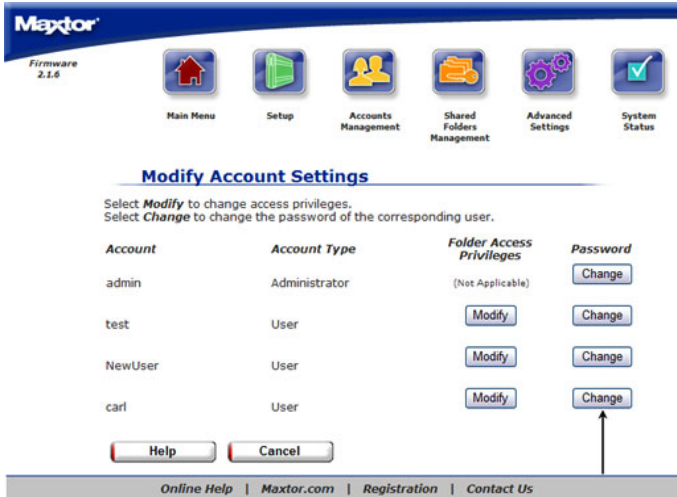 Maxtor
Firmware
2.1.6
Main Menu
Setup
Accounts
Management
Shared
Folders
Management
Advanced
Settings
System
Status
Modify Account Settings
Select Modify to change access privileges.
Select Change to change the password of the corresponding user.
Account Account Type Folder Access Privileges Password
admin Administrator (Not Applicable) Change
test User Modify Change
NewUser User Modify Change
carl User Modify Change
Help Cancel
Online Help | Maxtor.com | Registration | Contact Us